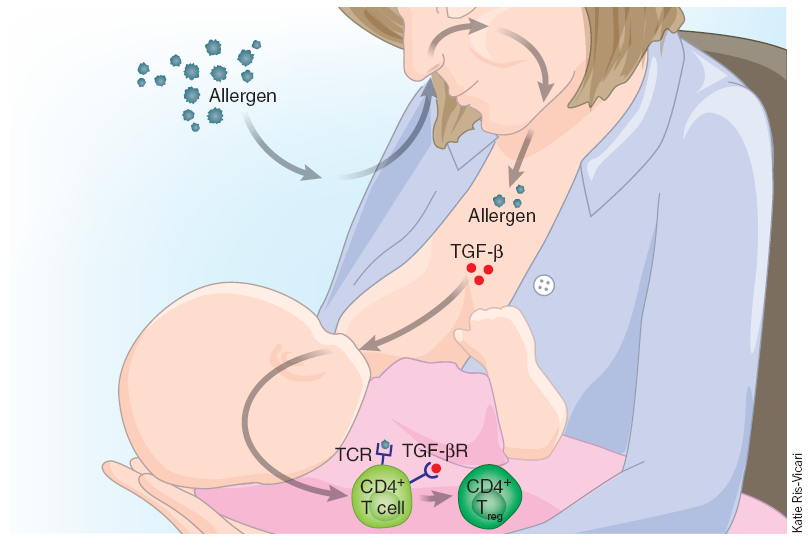 Allergen
Allergen
TGF-β
TCR
TGF-βR
CD4⁺
T cell
CD4⁺
T reg
Katie Ris-Vicari